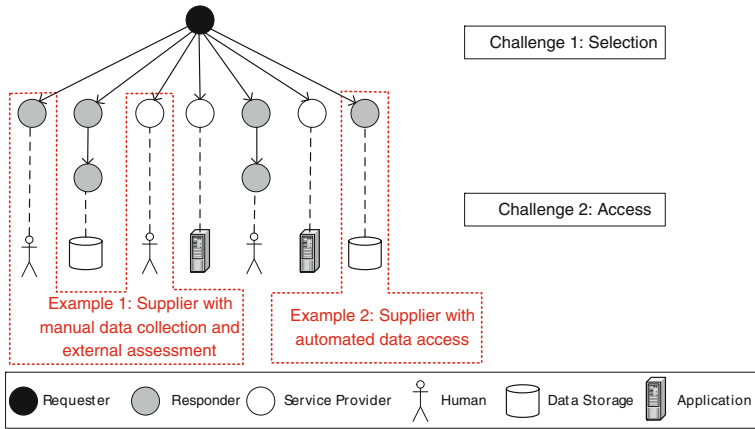 Challenge 1: Selection
Challenge 2: Access
Example 1: Supplier with
manual data collection and
external assessment
Example 2: Supplier with
automated data access
Requester
Responder
Service Provider
Human
Data Storage
Application